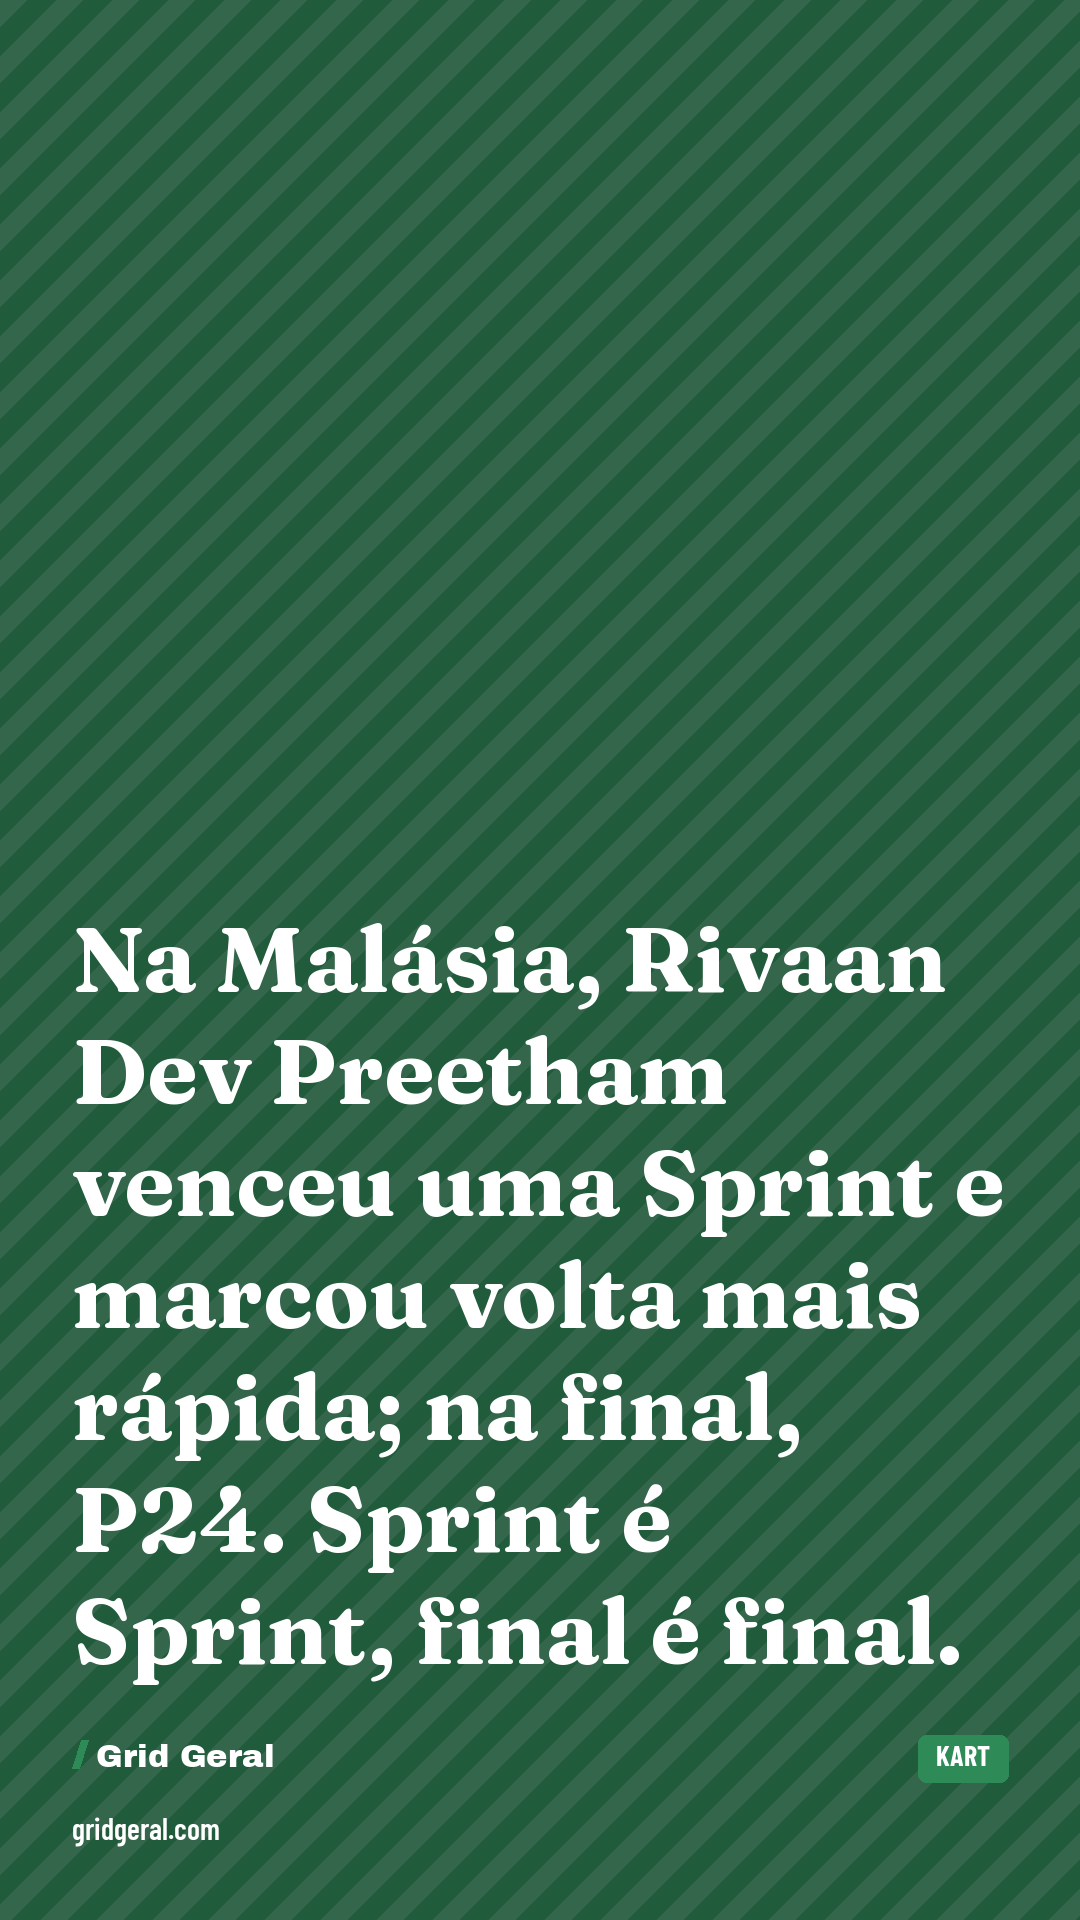 Na Malásia, Rivaan
Dev Preetham
venceu uma Sprint e
marcou volta mais
rápida; na final,
P24. Sprint é
Sprint, final é final.
/ Grid Geral
KART
gridgeral.com